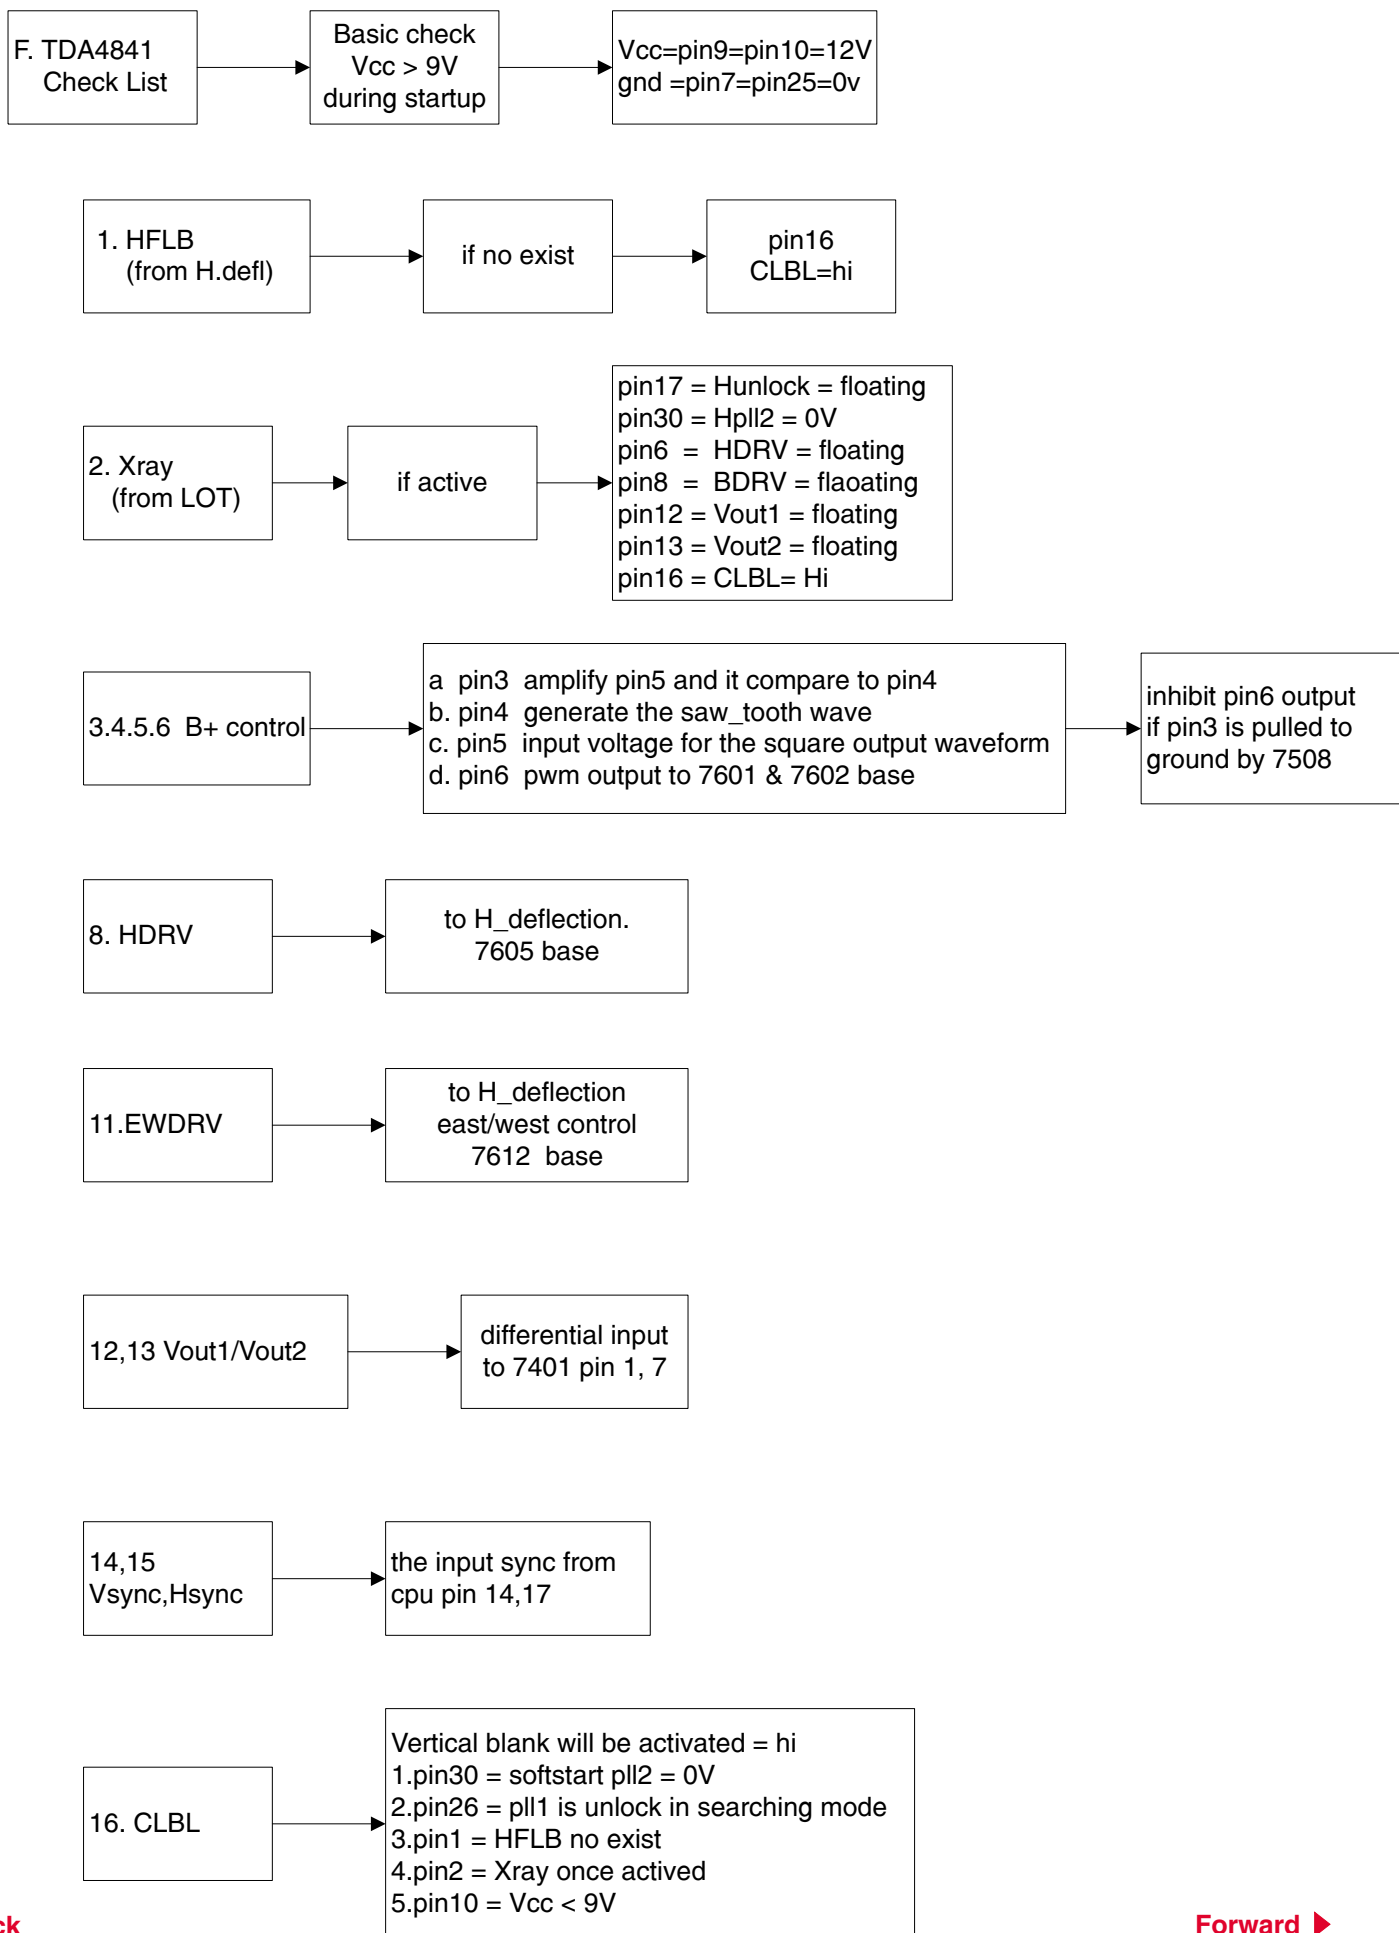 F. TDA4841
Check List
Basic check
Vcc > 9V
during startup
Vcc=pin9=pin10=12V
gnd =pin7=pin25=0v
1. HFLB
(from H.defl)
if no exist
pin16
CLBL=hi
2. Xray
(from LOT)
if active
pin17 = Hunlock = floating
pin30 = Hpll2 = 0V
pin6 = HDRV = floating
pin8 = BDRV = flaoating
pin12 = Vout1 = floating
pin13 = Vout2 = floating
pin16 = CLBL= Hi
3.4.5.6 B+ control
a pin3 amplify pin5 and it compare to pin4
b. pin4 generate the saw_tooth wave
c. pin5 input voltage for the square output waveform
d. pin6 pwm output to 7601 & 7602 base
inhibit pin6 output
if pin3 is pulled to
ground by 7508
8. HDRV
to H_deflection.
7605 base
11.EWDRV
to H_deflection
east/west control
7612 base
12,13 Vout1/Vout2
differential input
to 7401 pin 1, 7
14,15
Vsync,Hsync
the input sync from
cpu pin 14,17
16. CLBL
Vertical blank will be activated = hi
1.pin30 = softstart pll2 = 0V
2.pin26 = pll1 is unlock in searching mode
3.pin1 = HFLB no exist
4.pin2 = Xray once actived
5.pin10 = Vcc < 9V
ck
Forward